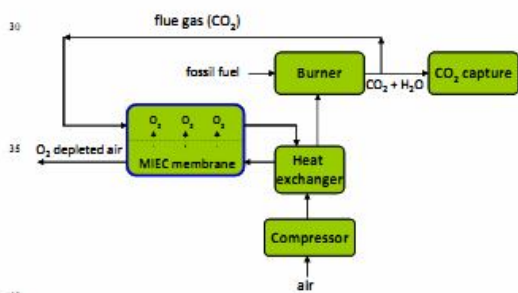 30
flue gas (CO₂)
fossil fuel
Burner
CO₂ + H₂O
CO₂ capture
O₂ O₂ O₂
35
O₂ depleted air
MIEC membrane
Heat
exchanger
Compressor
air